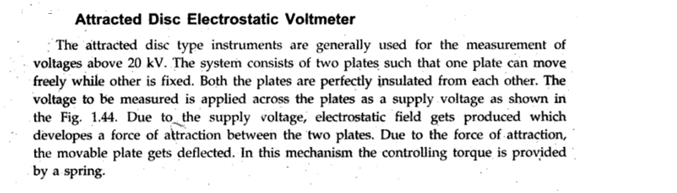 Attracted Disc Electrostatic Voltmeter
The attracted disc type instruments are generally used for the measurement of
voltages above 20 kV. The system consists of two plates such that one plate can move
freely while other is fixed. Both the plates are perfectly insulated from each other. The
voltage to be measured is applied across the plates as a supply voltage as shown in
the Fig. 1.44. Due to the supply voltage, electrostatic field gets produced which
developes a force of attraction between the two plates. Due to the force of attraction,
the movable plate gets deflected. In this mechanism the controlling torque is provided
by a spring.